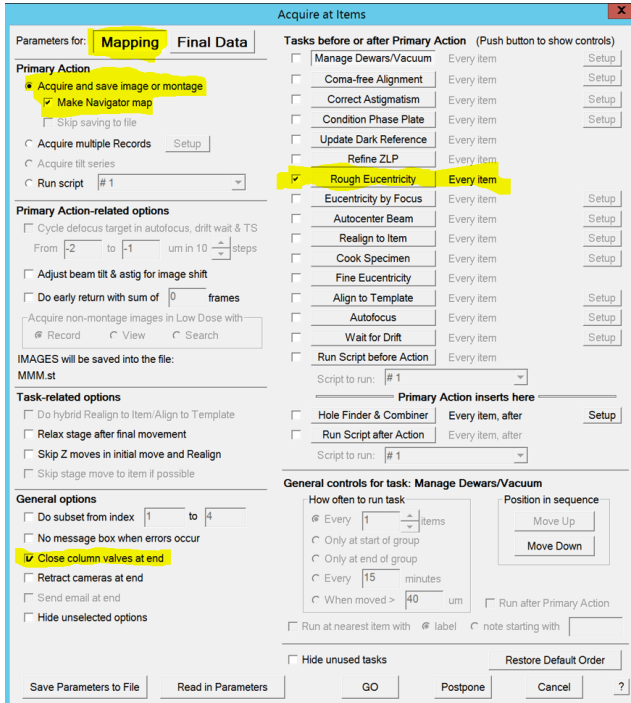 Acquire at Items
X
Parameters for: Mapping Final Data
Primary Action
Acquire and save image or montage
Make Navigator map
Skip saving to file
Acquire multiple Records Setup
Acquire tilt series
Run script #1
Primary Action-related options
Cycle defocus target in autofocus, drift wait & TS
From -2 to -1 um in 10 steps
Adjust beam tilt & astig for image shift
Do early return with sum of 0 frames
Acquire non-montage images in Low Dose with
Record View Search
IMAGES will be saved into the file:
MMM.st
Task-related options
Do hybrid Realign to Item/Align to Template
Relax stage after final movement
Skip Z moves in initial move and Realign
Skip stage move to item if possible
General options
Do subset from index 1 to 4
No message box when errors occur
Close column valves at end
Retract cameras at end
Send email at end
Hide unselected options
Tasks before or after Primary Action (Push button to show controls)
Manage Dewars/Vacuum Every item Setup
Coma-free Alignment Every item Setup
Correct Astigmatism Every item Setup
Condition Phase Plate Every item Setup
Update Dark Reference Every item
Refine ZLP Every item
Rough Eucentricity Every item
Eucentricity by Focus Every item Setup
Autocenter Beam Every item Setup
Realign to Item Every item Setup
Cook Specimen Every item Setup
Fine Eucentricity Every item
Align to Template Every item Setup
Autofocus Every item Setup
Wait for Drift Every item Setup
Run Script before Action Every item
Script to run: #1
Primary Action inserts here
Hole Finder & Combiner Every item, after Setup
Run Script after Action Every item, after
Script to run: #1
General controls for task: Manage Dewars/Vacuum
How often to run task
Every 1 items
Only at start of group
Only at end of group
Every 15 minutes
When moved > 40 um
Position in sequence
Move Up
Move Down
Run after Primary Action
Run at nearest item with label note starting with
Hide unused tasks Restore Default Order
Save Parameters to File Read in Parameters GO Postpone Cancel ?